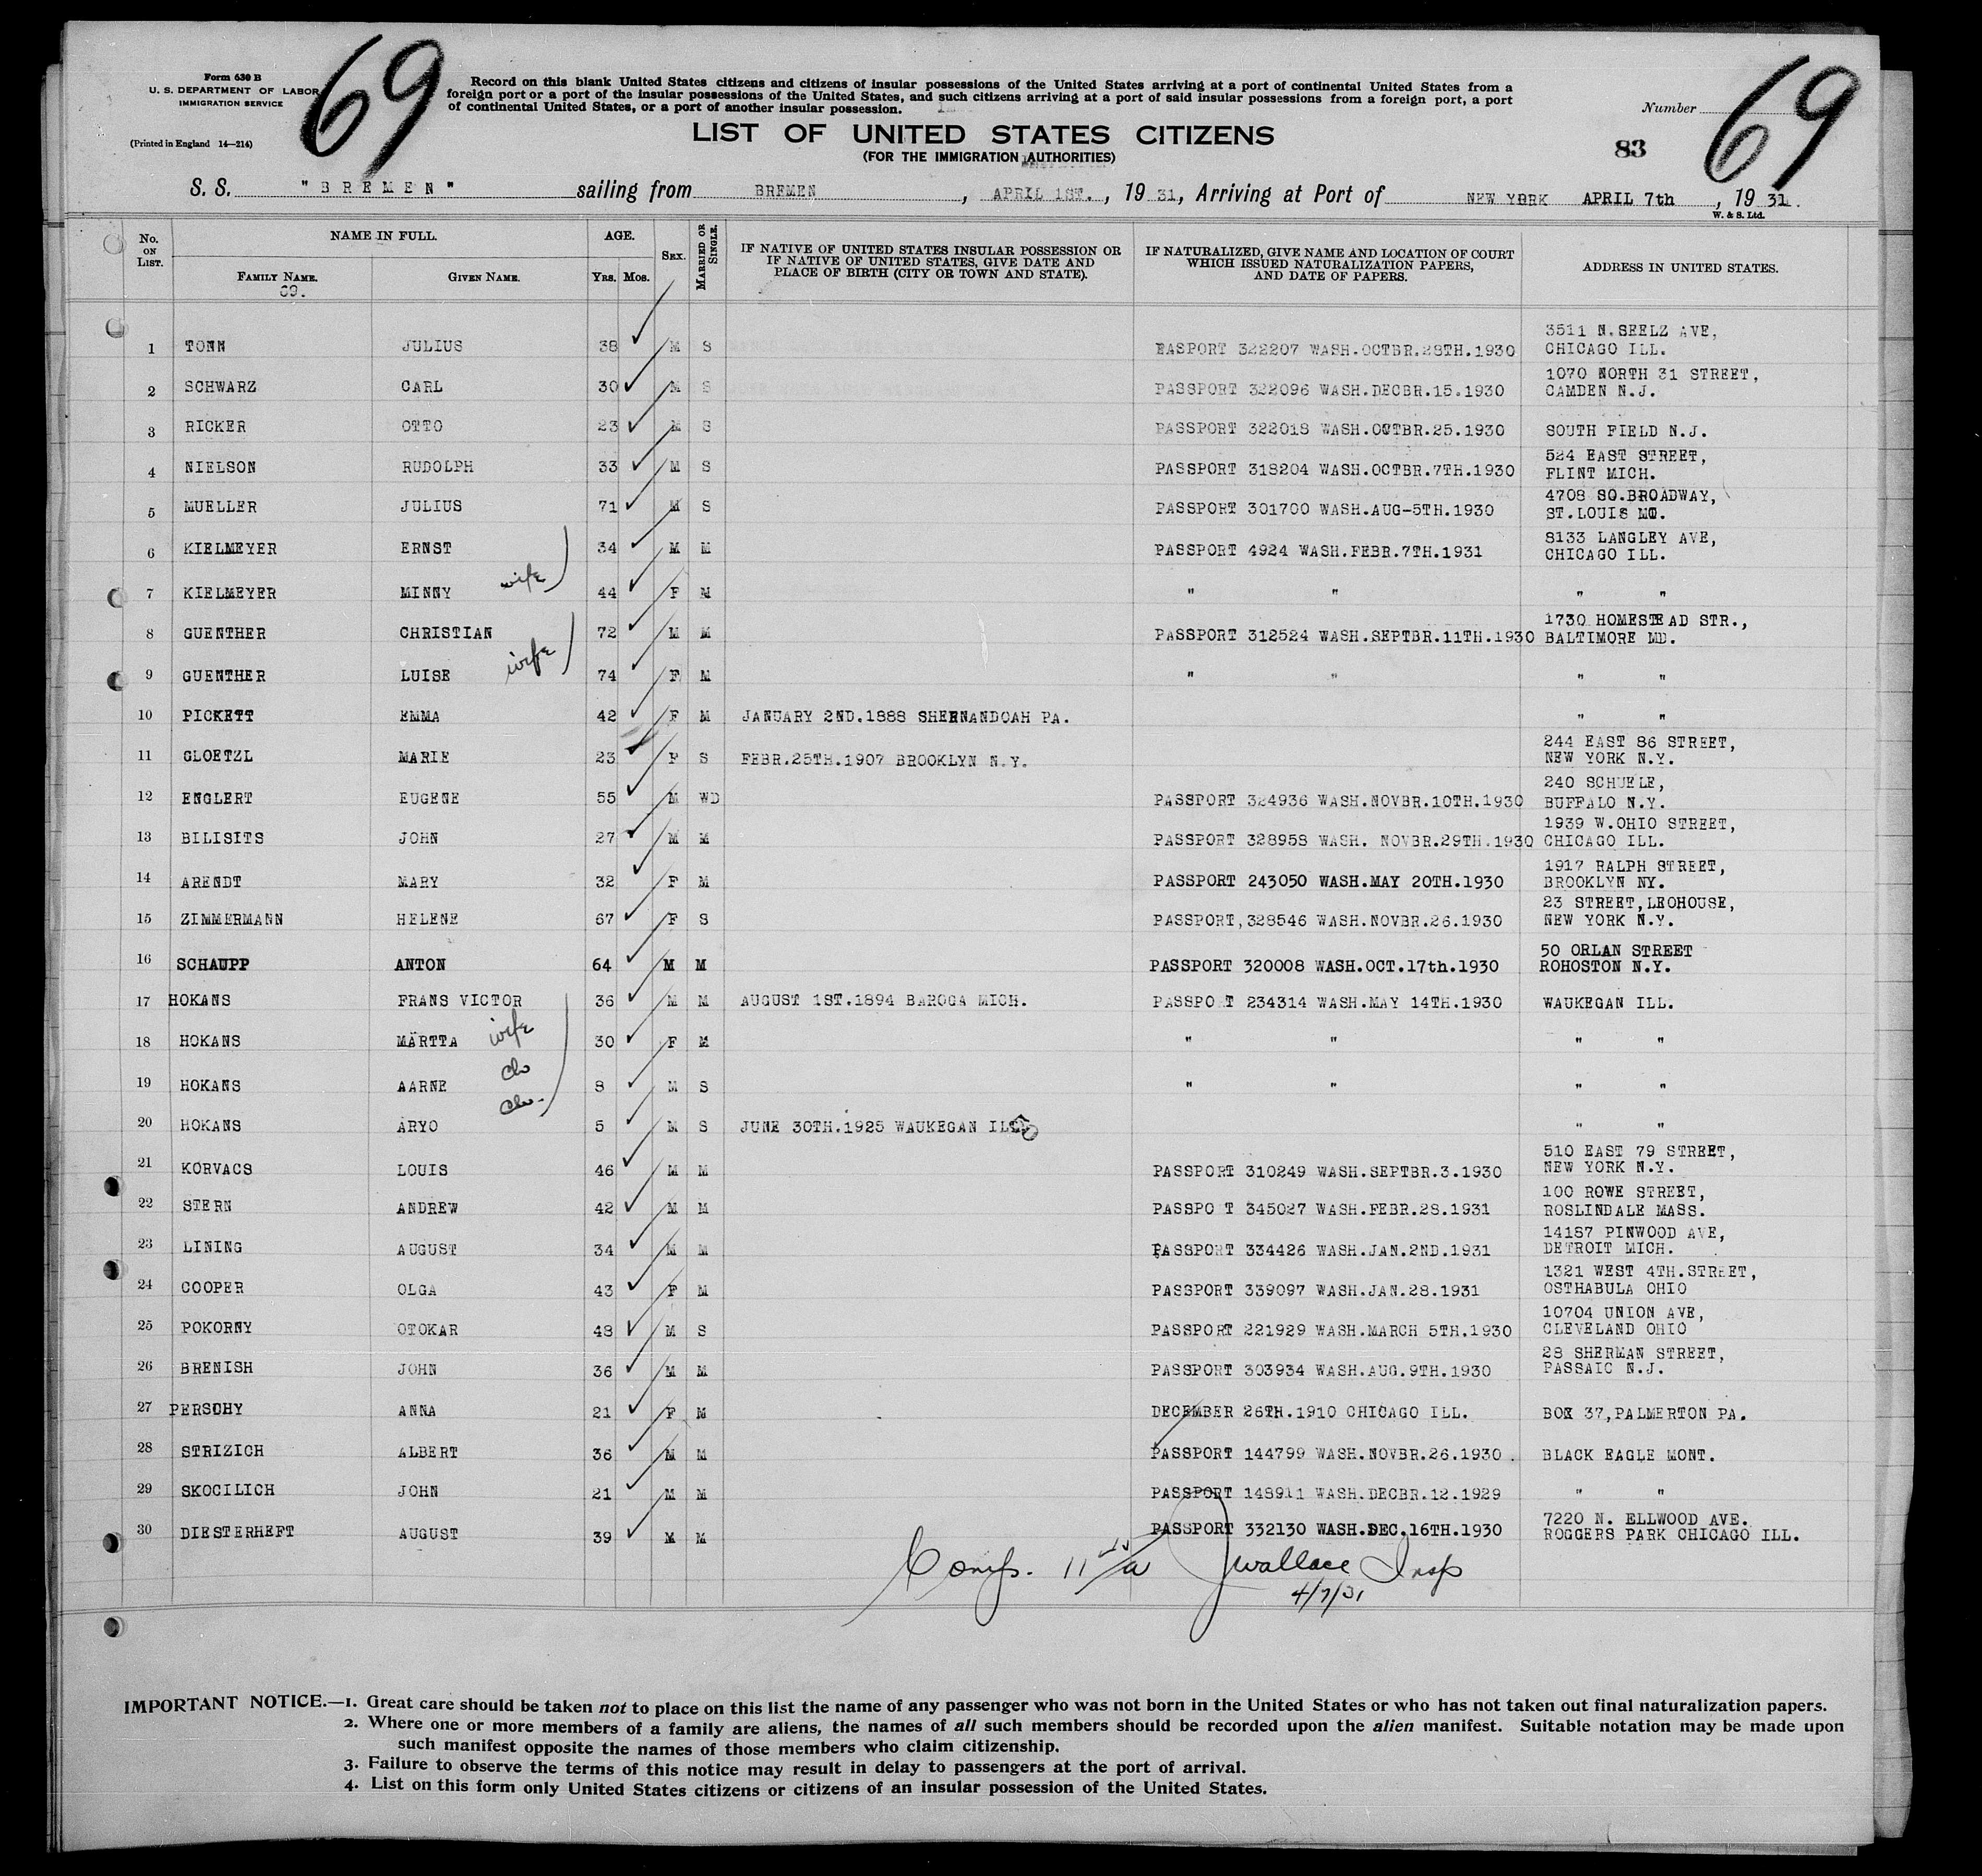 Form 630 B
U. S. DEPARTMENT OF LABOR
IMMIGRATION SERVICE
(Printed in England 14—214)
69
Record on this blank United States citizens and citizens of insular possessions of the United States arriving at a port of continental United States from a
foreign port or a port of the insular possessions of the United States, and such citizens arriving at a port of said insular possessions from a foreign port, a port
of continental United States, or a port of another insular possession.
LIST OF UNITED STATES CITIZENS
(FOR THE IMMIGRATION AUTHORITIES)
Number
69
83
S. S. "BREMEN" sailing from BREMEN, APRIL 1ST., 19 31, Arriving at Port of NEW YORK APRIL 7th, 19 31.
W. & S. Ltd.
No. ON LIST. NAME IN FULL. FAMILY NAME. GIVEN NAME. AGE. YRS. MOS. SEX. MARRIED OR SINGLE. IF NATIVE OF UNITED STATES INSULAR POSSESSION OR IF NATIVE OF UNITED STATES, GIVE DATE AND PLACE OF BIRTH (CITY OR TOWN AND STATE). IF NATURALIZED, GIVE NAME AND LOCATION OF COURT WHICH ISSUED NATURALIZATION PAPERS, AND DATE OF PAPERS. ADDRESS IN UNITED STATES.
69.
1 TONN JULIUS 38 M S PASPORT 322207 WASH.OCTBR.28TH.1930 3511 N.SEELZ AVE, CHICAGO ILL.
2 SCHWARZ CARL 30 M S PASSPORT 322096 WASH.DECBR.15.1930 1070 NORTH 31 STREET, CAMDEN N.J.
3 RICKER OTTO 23 M S PASSPORT 322018 WASH.OCTBR.25.1930 SOUTH FIELD N.J.
4 NIELSON RUDOLPH 33 M S PASSPORT 318204 WASH.OCTBR.7TH.1930 524 EAST STREET, FLINT MICH.
5 MUELLER JULIUS 71 M S PASSPORT 301700 WASH.AUG-5TH.1930 4708 SO.BROADWAY, ST.LOUIS MO.
6 KIELMEYER ERNST 34 M M PASSPORT 4924 WASH.FEBR.7TH.1931 8133 LANGLEY AVE, CHICAGO ILL.
7 KIELMEYER MINNY wife 44 F M " " " "
8 GUENTHER CHRISTIAN 72 M M PASSPORT 312524 WASH.SEPTBR.11TH.1930 1730 HOMESTEAD STR., BALTIMORE MD.
9 GUENTHER LUISE wife 74 F M " " " "
10 PICKETT EMMA 42 F M JANUARY 2ND.1888 SHENANDOAH PA. " "
11 GLOETZL MARIE 23 F S FEBR.25TH.1907 BROOKLYN N.Y. 244 EAST 86 STREET, NEW YORK N.Y.
12 ENGLERT EUGENE 55 M WD PASSPORT 324936 WASH.NOVBR.10TH.1930 240 SCHUELE, BUFFALO N.Y.
13 BILISITS JOHN 27 M M PASSPORT 328958 WASH. NOVBR.29TH.1930 1939 W.OHIO STREET, CHICAGO ILL.
14 ARENDT MARY 32 F M PASSPORT 243050 WASH.MAY 20TH.1930 1917 RALPH STREET, BROOKLYN NY.
15 ZIMMERMANN HELENE 67 F S PASSPORT,328546 WASH.NOVBR.26.1930 23 STREET,LEOHOUSE, NEW YORK N.Y.
16 SCHAUPP ANTON 64 M M PASSPORT 320008 WASH.OCT.17th.1930 50 ORLAN STREET ROHOSTON N.Y.
17 HOKANS FRANS VICTOR 36 M M AUGUST 1ST.1894 BAROGA MICH. PASSPO T 234314 WASH.MAY 14TH.1930 WAUKEGAN ILL.
18 HOKANS MÄRTTA wife 30 F M " " " "
19 HOKANS AARNE ch 8 M S " " " "
20 HOKANS ARYO ch. 5 M S JUNE 30TH.1925 WAUKEGAN ILL. " "
21 KORVACS LOUIS 46 M M PASSPORT 310249 WASH.SEPTBR.3.1930 510 EAST 79 STREET, NEW YORK N.Y.
22 STERN ANDREW 42 M M PASSPO T 345027 WASH.FEBR.28.1931 100 ROWE STREET, ROSLINDALE MASS.
23 LINING AUGUST 34 M M PASSPORT 334426 WASH.JAN.2ND.1931 14187 PINWOOD AVE, DETROIT MICH.
24 COOPER OLGA 43 F M PASSPORT 339097 WASH.JAN.28.1931 1321 WEST 4TH.STREET, OSTHABULA OHIO
25 POKORNY OTOKAR 48 M S PASSPORT 221929 WASH.MARCH 5TH.1930 10704 UNION AVE, CLEVELAND OHIO
26 BRENISH JOHN 36 M M PASSPORT 303934 WASH.AUG.9TH.1930 28 SHERMAN STREET, PASSAIC N.J.
27 PERSCHY ANNA 21 F M DECEMBER 26TH.1910 CHICAGO ILL. BOX 37,PALMERTON PA.
28 STRIZICH ALBERT 36 M M PASSPORT 144799 WASH.NOVBR.26.1930. BLACK EAGLE MONT.
29 SKOCILICH JOHN 21 M M PASSPORT 148911 WASH.DECBR.12.1929 " "
30 DIESTERHEFT AUGUST 39 M M PASSPORT 332130 WASH.DEC.16TH.1930 7220 N. ELLWOOD AVE. ROGGERS PARK CHICAGO ILL.
Comp. 11 Jwallace Insp
4/7/31
IMPORTANT NOTICE.—1. Great care should be taken not to place on this list the name of any passenger who was not born in the United States or who has not taken out final naturalization papers.
2. Where one or more members of a family are aliens, the names of all such members should be recorded upon the alien manifest. Suitable notation may be made upon
such manifest opposite the names of those members who claim citizenship.
3. Failure to observe the terms of this notice may result in delay to passengers at the port of arrival.
4. List on this form only United States citizens or citizens of an insular possession of the United States.